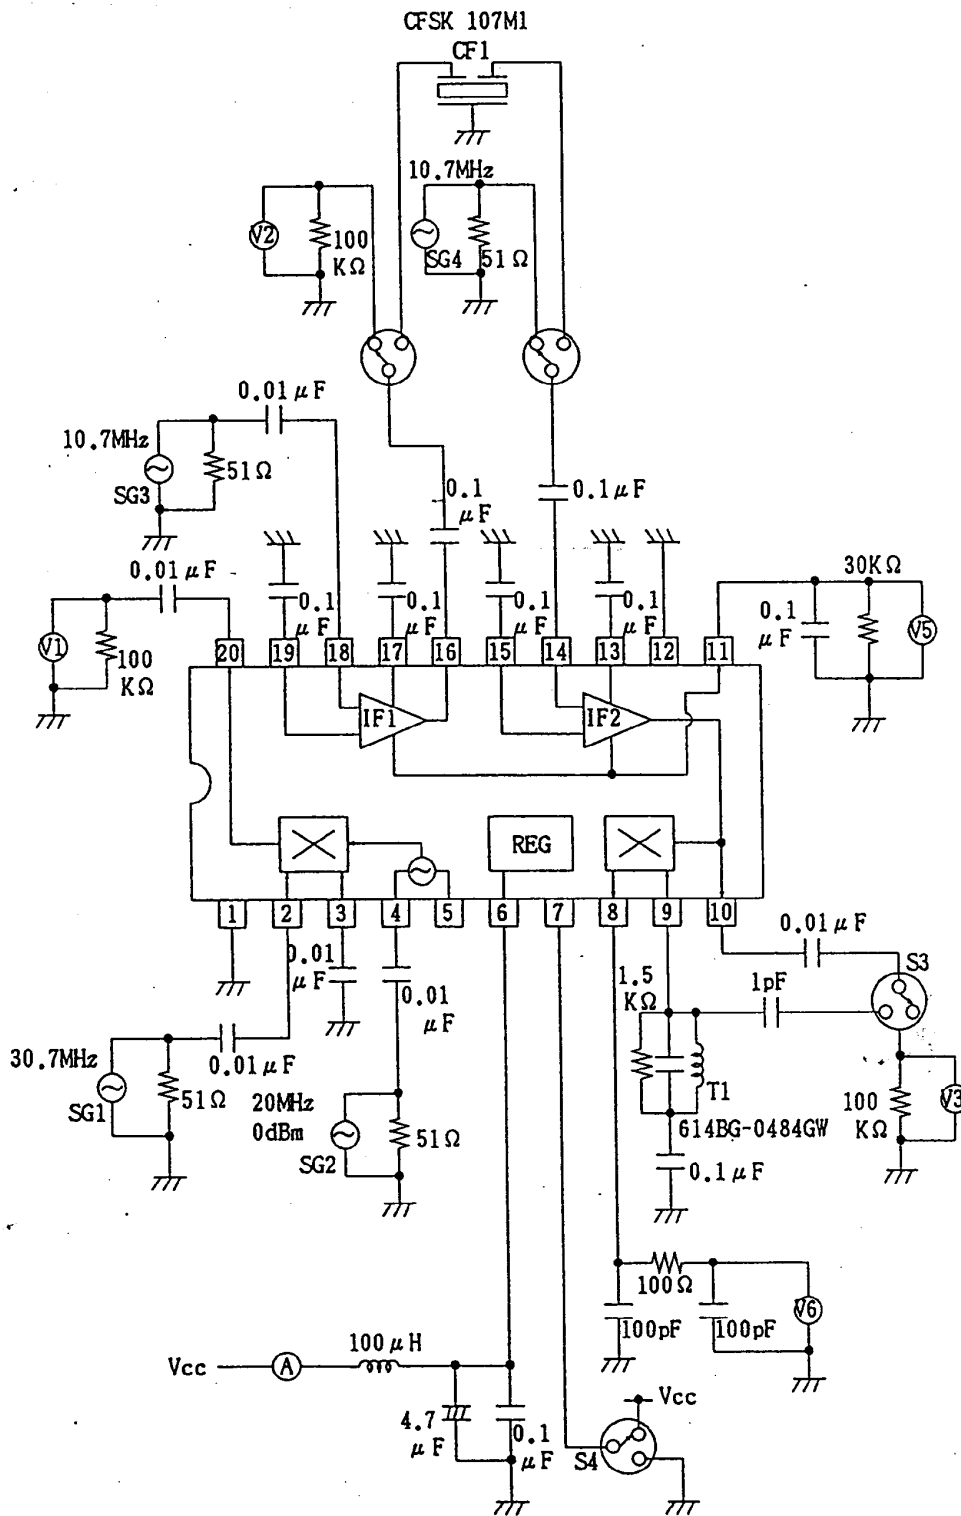 CFSK 107M1
CF1
10.7MHz
V2
100
KΩ
SG4
51Ω
0.01μF
10.7MHz
51Ω
SG3
0.1
μF
0.1μF
0.01μF
30KΩ
V1
100
KΩ
0.1
μF
0.1
μF
0.1
μF
0.1
μF
0.1
μF
V5
20
19
18
17
16
15
14
13
12
11
IF1
IF2
REG
1
2
3
4
5
6
7
8
9
10
0.01μF
0.01
μF
0.01
μF
1.5
KΩ
1pF
S3
30.7MHz
SG1
51Ω
0.01μF
20MHz
0dBm
SG2
51Ω
T1
614BG-0484GW
100
KΩ
V3
0.1μF
100Ω
100pF
100pF
V6
Vcc
A
100μH
4.7
μF
0.1
μF
Vcc
S4